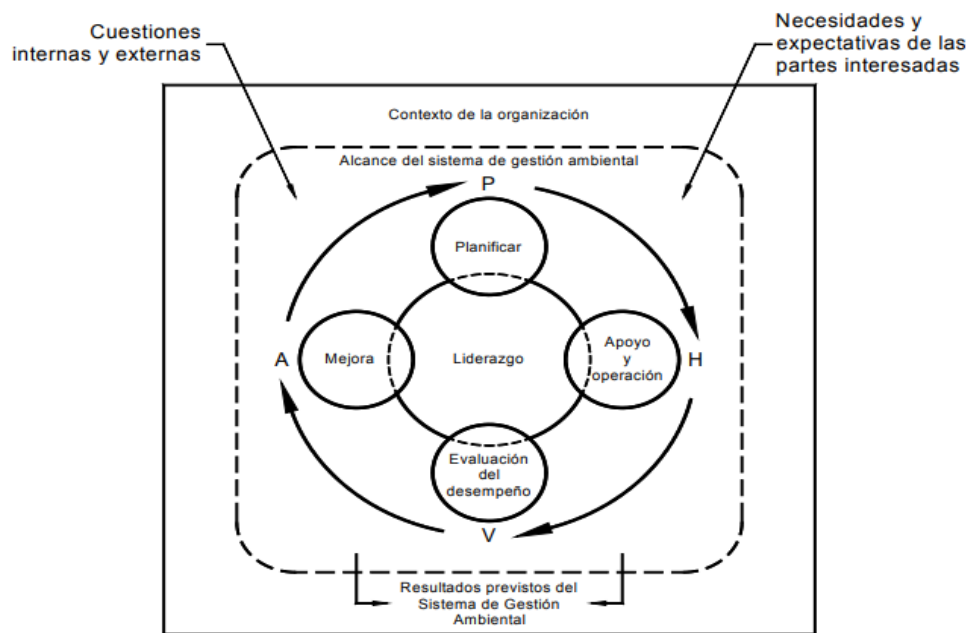 Cuestiones
internas y externas
Necesidades y
expectativas de las
partes interesadas
Contexto de la organización
Alcance del sistema de gestión ambiental
P
Planificar
A
Mejora
Liderazgo
Apoyo
y
operación
H
Evaluación
del
desempeño
V
Resultados previstos del
Sistema de Gestión
Ambiental